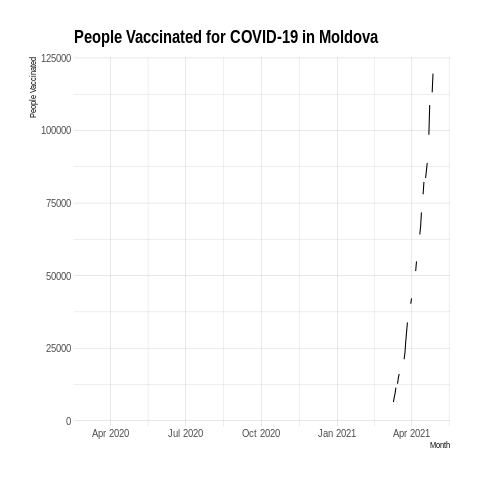 People Vaccinated for COVID-19 in Moldova
People Vaccinated
125000
100000
75000
50000
25000
0
Apr 2020 Jul 2020 Oct 2020 Jan 2021 Apr 2021
Month